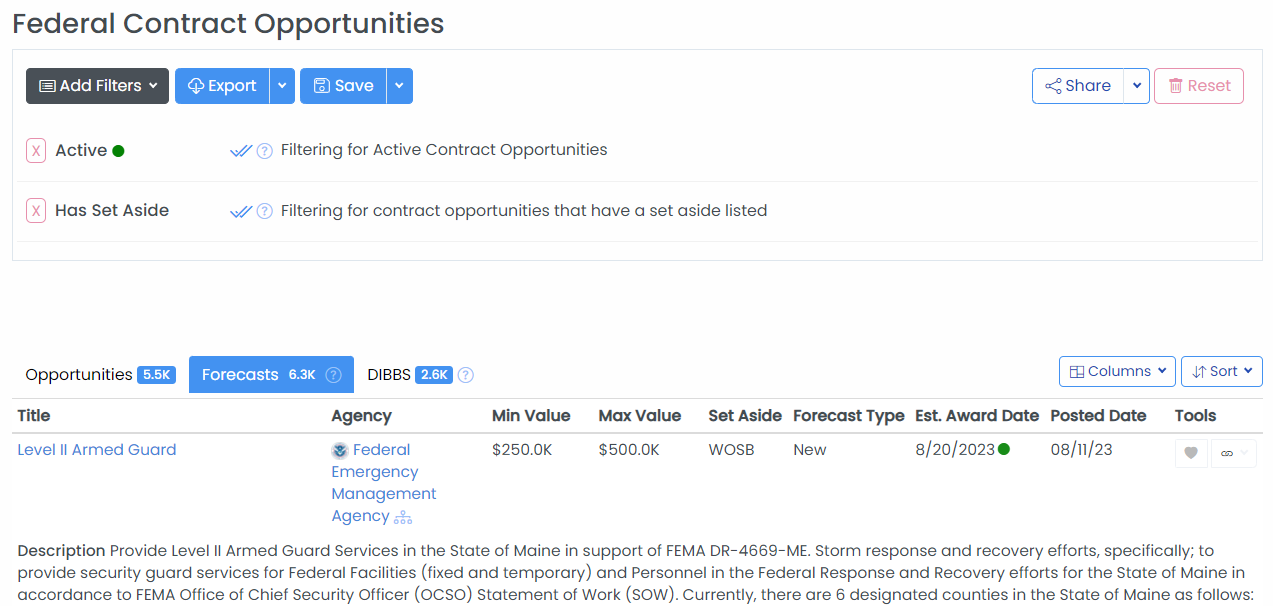 Federal Contract Opportunities
Add Filters Export Save Share Reset
X Active ? Filtering for Active Contract Opportunities
X Has Set Aside ? Filtering for contract opportunities that have a set aside listed
Opportunities 5.5K Forecasts 6.3K ? DIBBS 2.6K ? Columns Sort
Title Agency Min Value Max Value Set Aside Forecast Type Est. Award Date Posted Date Tools
Level II Armed Guard Federal $250.0K $500.0K WOSB New 8/20/2023 08/11/23
Emergency
Management
Agency
Description Provide Level II Armed Guard Services in the State of Maine in support of FEMA DR-4669-ME. Storm response and recovery efforts, specifically; to
provide security guard services for Federal Facilities (fixed and temporary) and Personnel in the Federal Response and Recovery efforts for the State of Maine in
accordance to FEMA Office of Chief Security Officer (OCSO) Statement of Work (SOW). Currently, there are 6 designated counties in the State of Maine as follows: